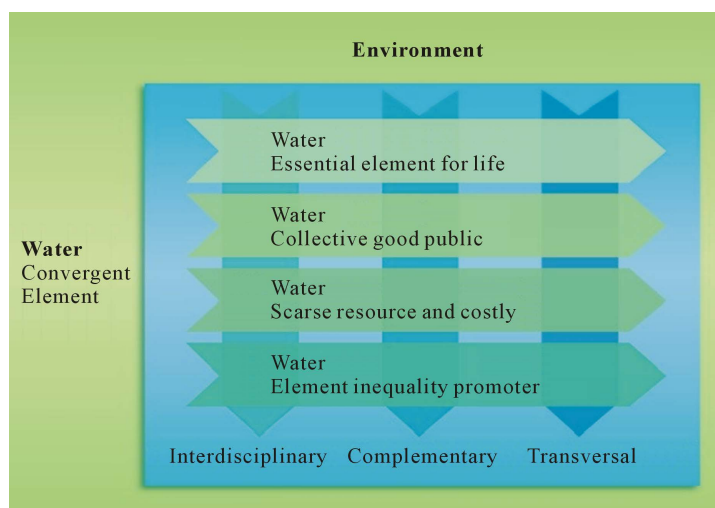 Environment
Water
Essential element for life
Water
Collective good public
Water
Convergent
Element
Water
Scarse resource and costly
Water
Element inequality promoter
Interdisciplinary Complementary Transversal